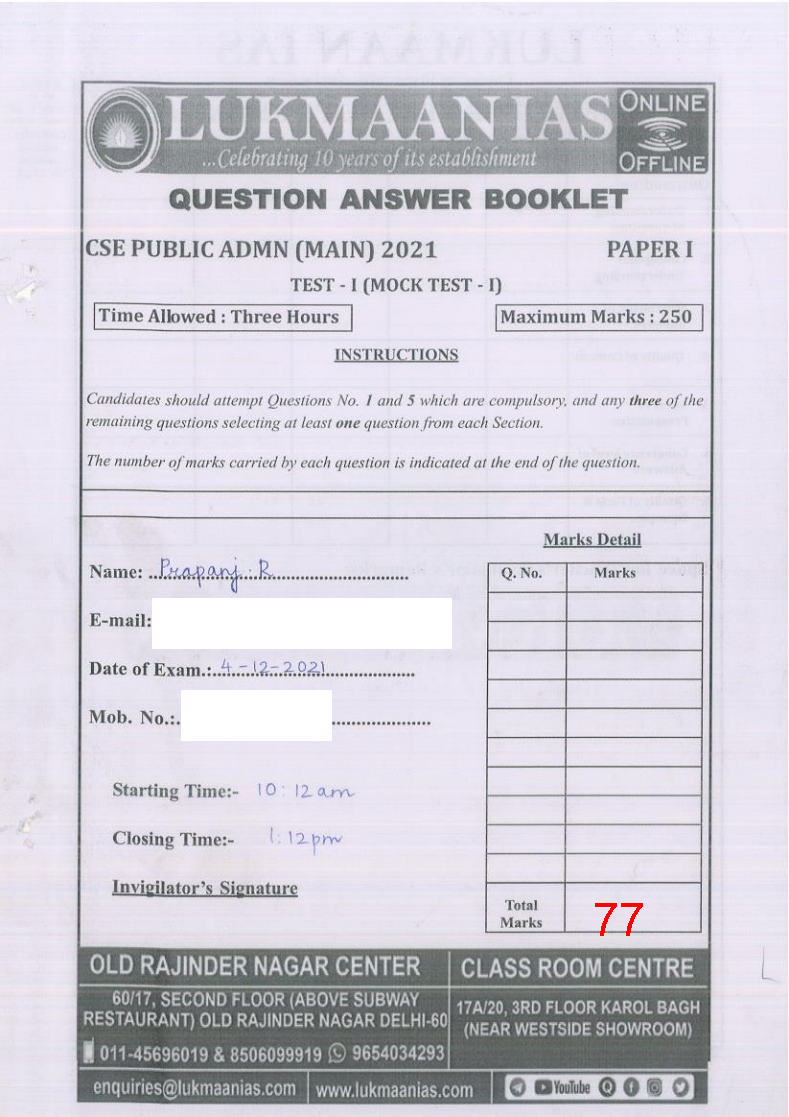 LUKMAAN IAS
...Celebrating 10 years of its establishment
ONLINE
OFFLINE
QUESTION ANSWER BOOKLET
CSE PUBLIC ADMN (MAIN) 2021 PAPER I
TEST - I (MOCK TEST - I)
Time Allowed : Three Hours Maximum Marks : 250
INSTRUCTIONS
Candidates should attempt Questions No. 1 and 5 which are compulsory, and any three of the
remaining questions selecting at least one question from each Section.
The number of marks carried by each question is indicated at the end of the question.
Marks Detail
Q. No. Marks
Name: Prapanj. R
E-mail:
Date of Exam.: 4-12-2021
Mob. No.:.
Starting Time:- 10:12am
Closing Time:- 1:12pm
Invigilator's Signature
Total
Marks
77
OLD RAJINDER NAGAR CENTER
60/17, SECOND FLOOR (ABOVE SUBWAY
RESTAURANT) OLD RAJINDER NAGAR DELHI-60
011-45696019 & 8506099919 9654034293
CLASS ROOM CENTRE
17A/20, 3RD FLOOR KAROL BAGH
(NEAR WESTSIDE SHOWROOM)
enquiries@lukmaanias.com www.lukmaanias.com YouTube